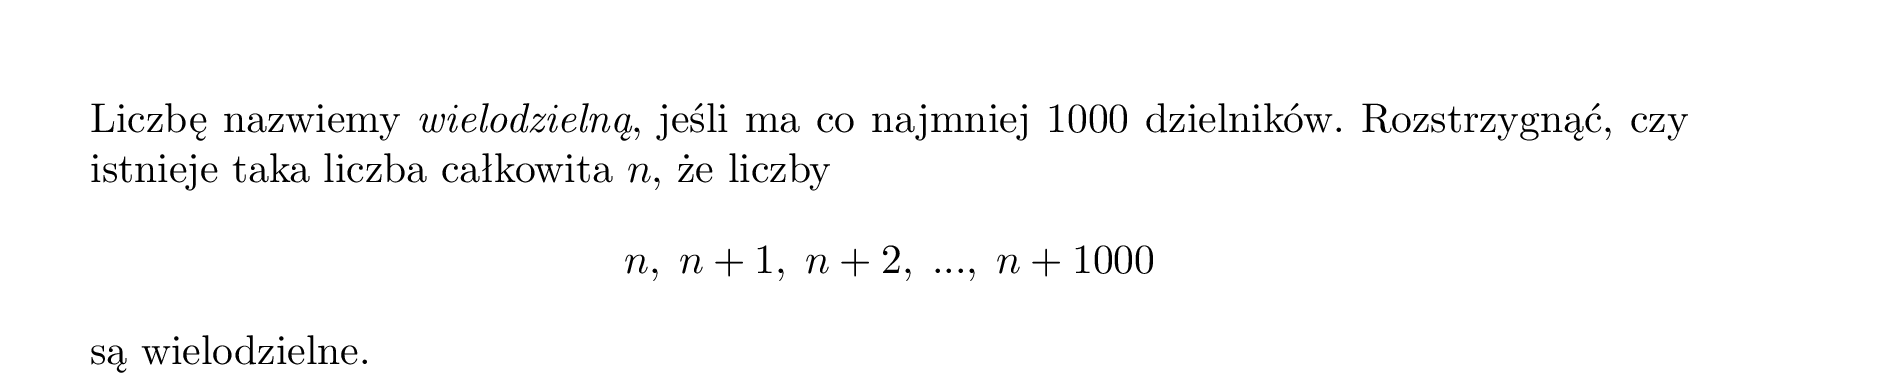 Liczbę nazwiemy wielodzielną, jeśli ma co najmniej 1000 dzielników. Rozstrzygnąć, czy
istnieje taka liczba całkowita n, że liczby
n, n + 1, n + 2, ..., n + 1000
są wielodzielne.